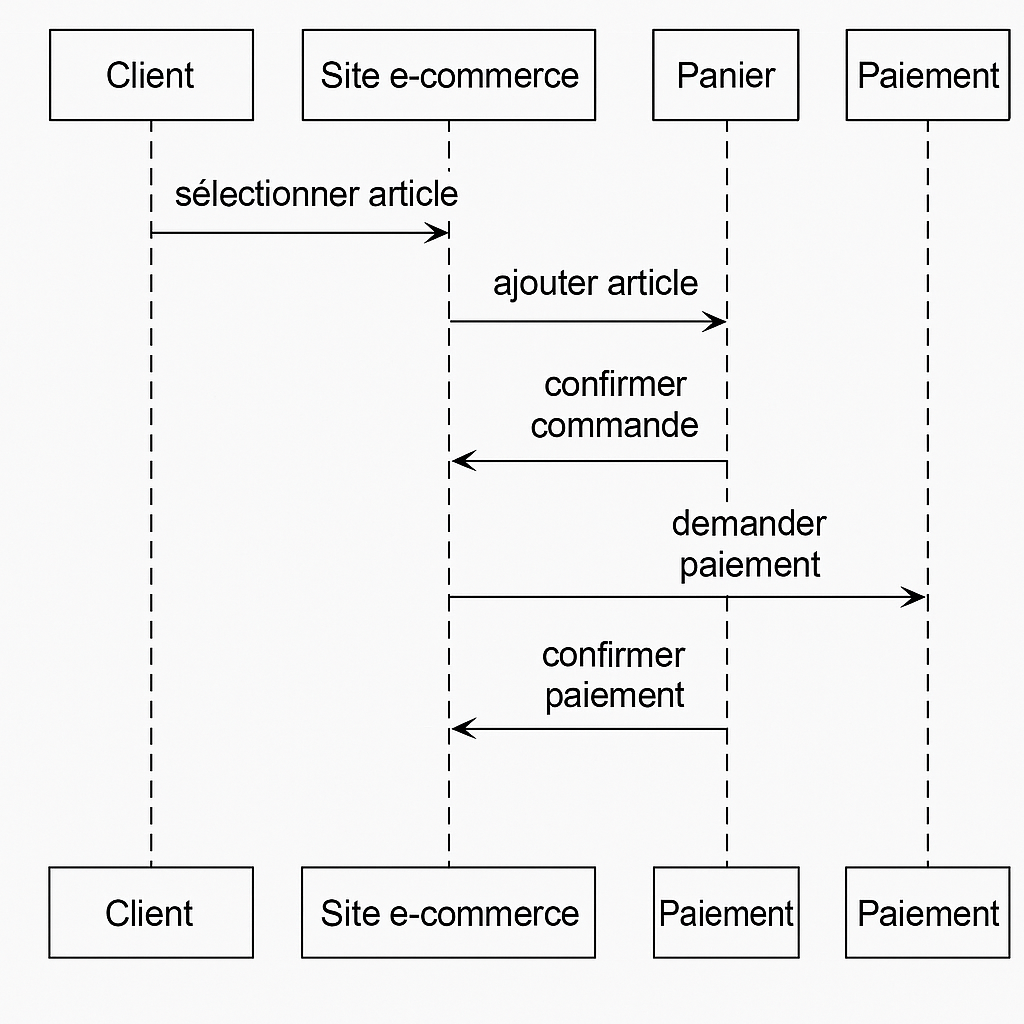 Client
Site e-commerce
Panier
Paiement
sélectionner article
ajouter article
confirmer
commande
demander
paiement
confirmer
paiement
Client
Site e-commerce
Paiement
Paiement